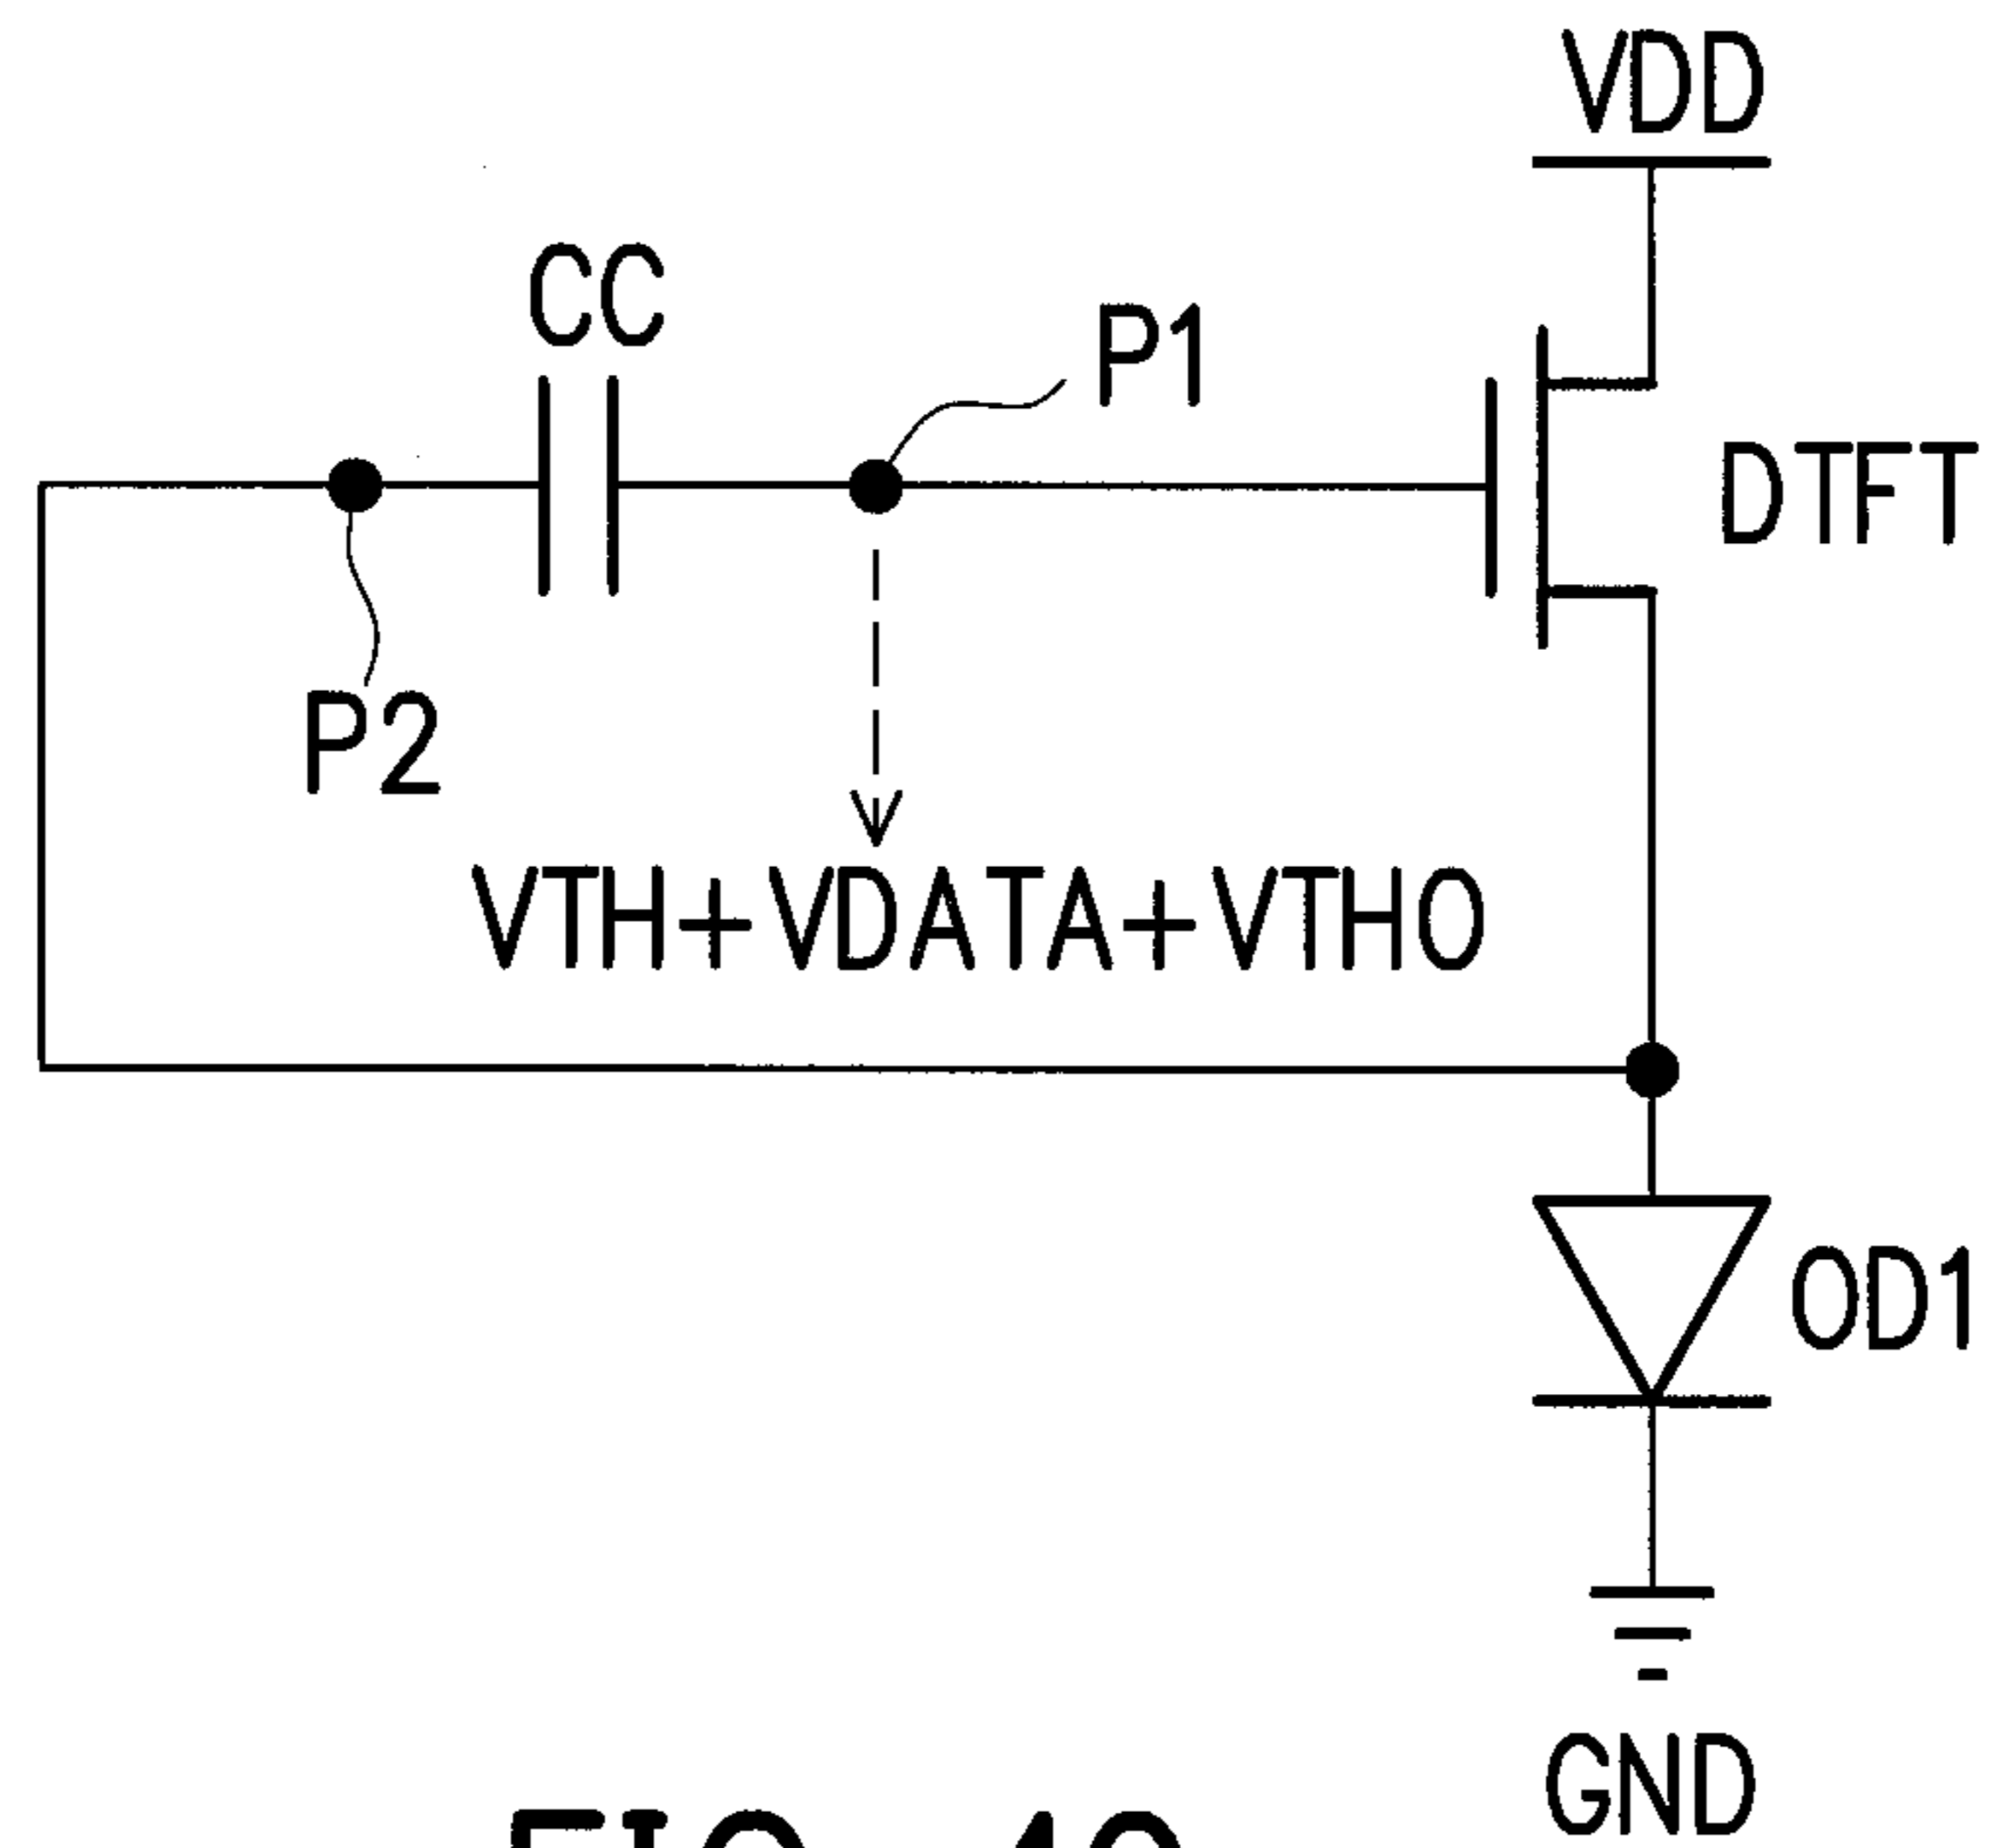 VDD
CC
P1
DTFT
P2
VTH+VDATA+VTHO
OD1
GND